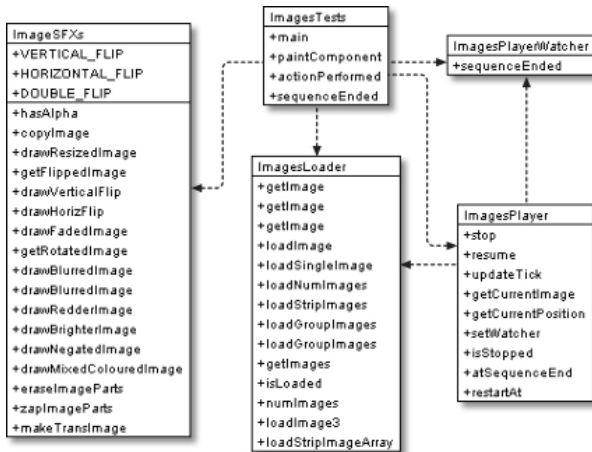 ImageSFXs
+VERTICAL_FLIP
+HORIZONTAL_FLIP
+DOUBLE_FLIP
+hasAlpha
+copyImage
+drawResizedImage
+getFlippedImage
+drawVerticalFlip
+drawHorizFlip
+drawFadedImage
+getRotatedImage
+drawBlurredImage
+drawBlurredImage
+drawRedderImage
+drawBrighterImage
+drawNegatedImage
+drawMixedColouredImage
+eraseImageParts
+zapImageParts
+makeTransImage
ImagesTests
+main
+paintComponent
+actionPerformed
+sequenceEnded
ImagesLoader
+getImage
+getImage
+getImage
+loadImage
+loadSingleImage
+loadNumImages
+loadStripImages
+loadGroupImages
+loadGroupImages
+getImages
+isLoaded
+numImages
+loadImage3
+loadStripImageArray
ImagesPlayerWatcher
+sequenceEnded
ImagesPlayer
+stop
+resume
+updateTick
+getCurrentImage
+getCurrentPosition
+setWatcher
+isStopped
+atSequenceEnd
+restartAt